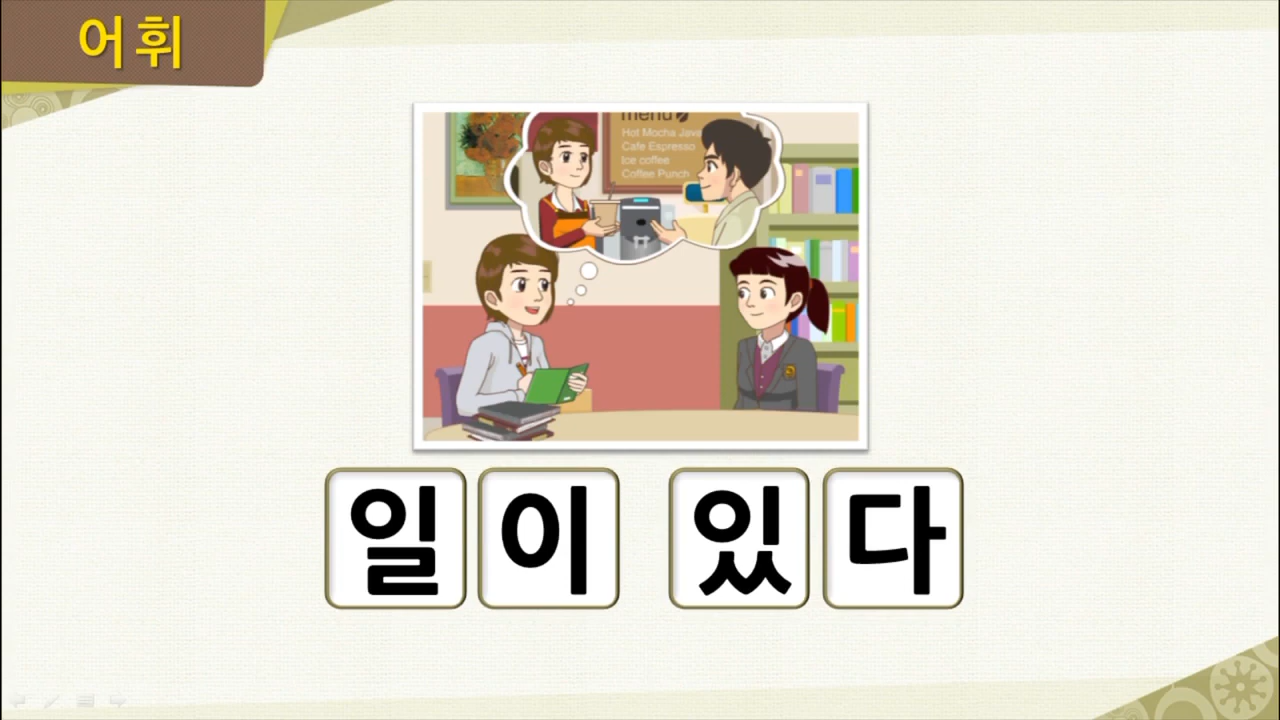 어휘
menu
Hot Mocha Java
Cafe Espresso
Ice coffee
Coffee Punch
일이 있다